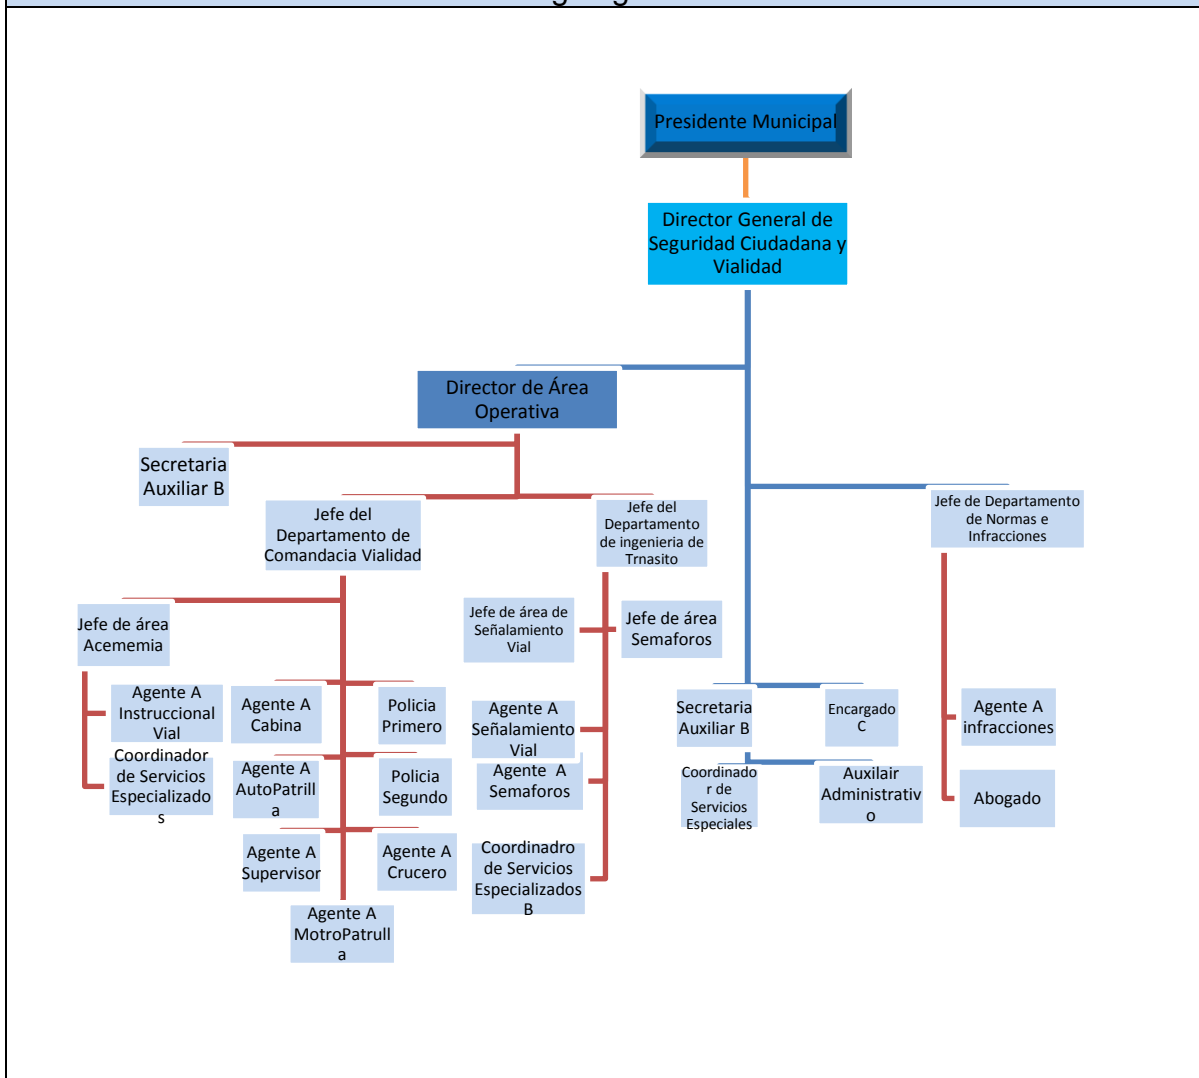 Presidente Municipal
Director General de
Seguridad Ciudadana y
Vialidad
Director de Área
Operativa
Secretaria
Auxiliar B
Jefe del
Departamento de
Comandacia Vialidad
Jefe del
Departamento
de ingenieria de
Trnasito
Jefe de Departamento
de Normas e
Infracciones
Jefe de área
Acememia
Jefe de área de
Señalamiento
Vial
Jefe de área
Semaforos
Agente A
Instruccional
Vial
Coordinador
de Servicios
Especializado
s
Agente A
Cabina
Policia
Primero
Agente A
AutoPatrill
a
Policia
Segundo
Agente A
Supervisor
Agente A
Crucero
Agente A
MotroPatrull
a
Agente A
Señalamiento
Vial
Agente A
Semaforos
Coordinadro
de Servicios
Especializados
B
Secretaria
Auxiliar B
Encargado
C
Coordinado
r de
Servicios
Especiales
Auxilair
Administrativ
o
Agente A
infracciones
Abogado